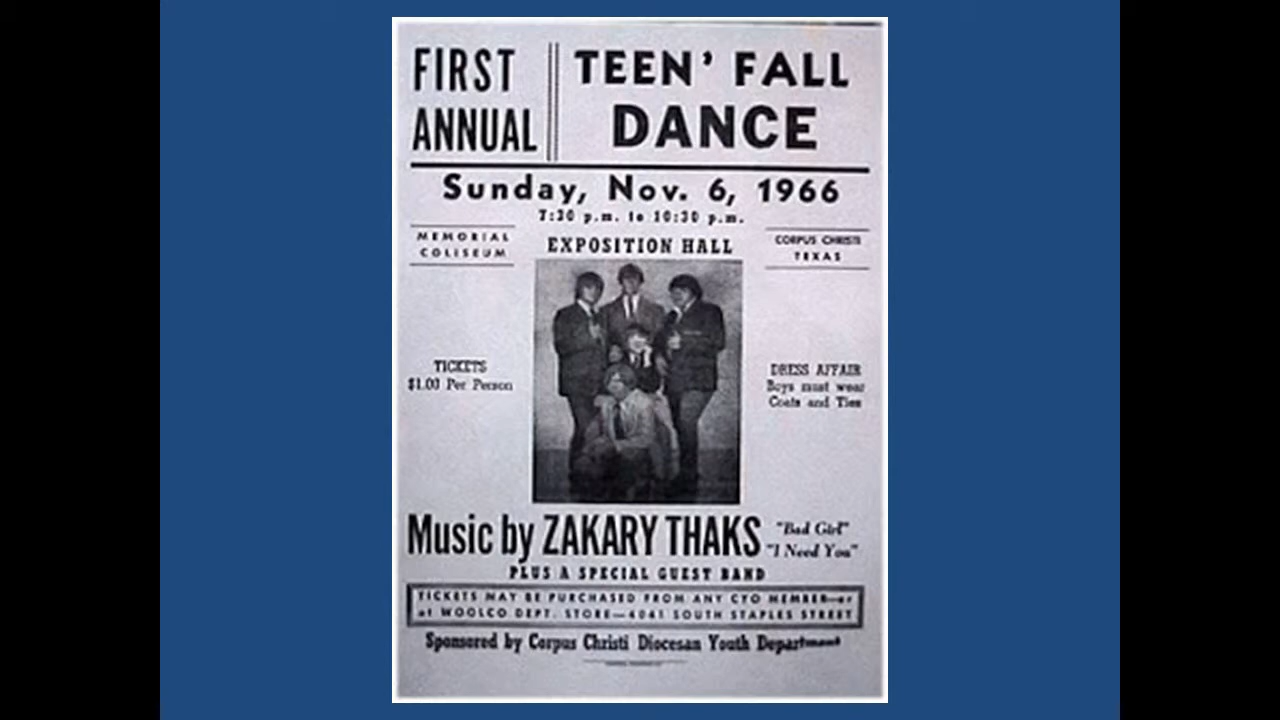 FIRST ANNUAL
TEEN' FALL
DANCE
Sunday, Nov. 6, 1966
7:30 p.m. to 10:30 p.m.
MEMORIAL
COLISEUM
EXPOSITION HALL
CORPUS CHRISTI
TEXAS
TICKETS
$1.00 Per Person
DRESS AFFAIR
Boys must wear
Coats and Ties
Music by ZAKARY THAKS
"Bad Girl"
"I Need You"
PLUS A SPECIAL GUEST BAND
TICKETS MAY BE PURCHASED FROM ANY CYO MEMBER—or
at WOOLCO DEPT. STORE—4041 SOUTH STAPLES STREET
Sponsored by Corpus Christi Diocesan Youth Department